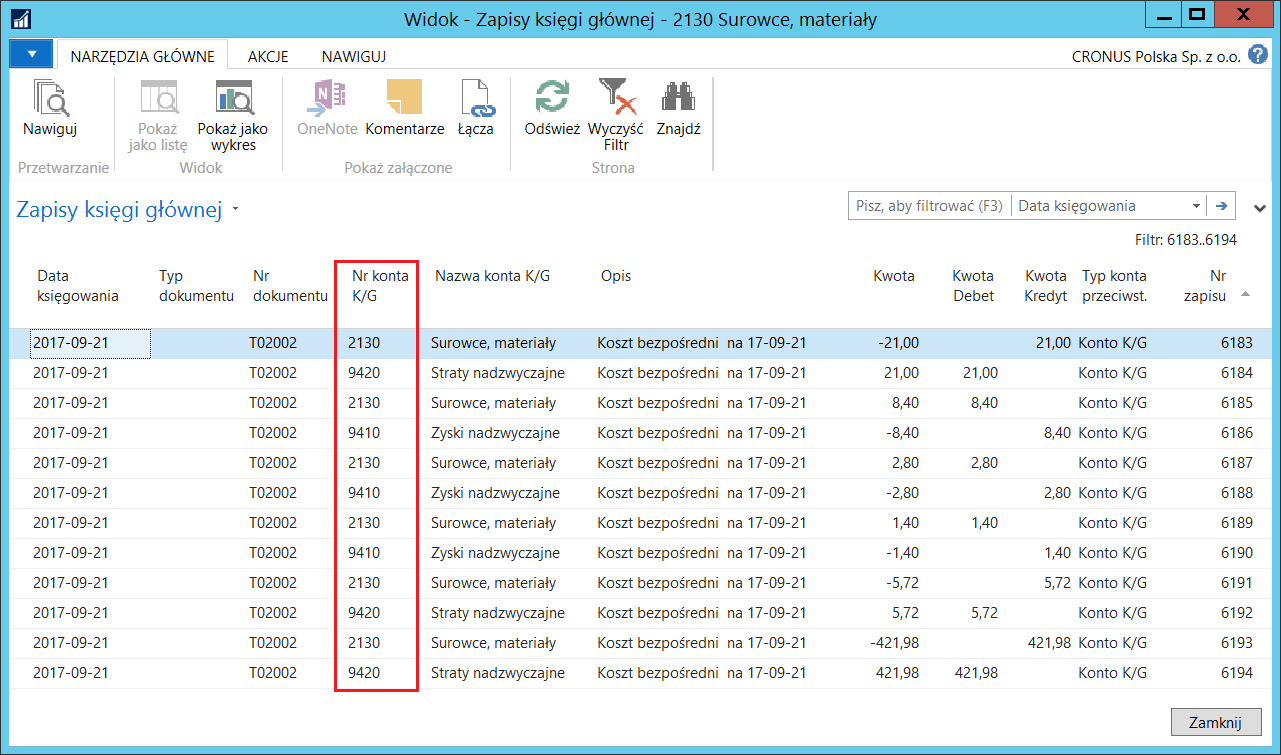 Widok - Zapisy księgi głównej - 2130 Surowce, materiały
NARZĘDZIA GŁÓWNE AKCJE NAWIGUJ CRONUS Polska Sp. z o.o. ?
Nawiguj Pokaż jako listę Pokaż jako wykres OneNote Komentarze Łącza Odśwież Wyczyść Filtr Znajdź
Przetwarzanie Widok Pokaż załączone Strona
Zapisy księgi głównej Pisz, aby filtrować (F3) Data księgowania
Filtr: 6183..6194
Data księgowania Typ dokumentu Nr dokumentu Nr konta K/G Nazwa konta K/G Opis Kwota Kwota Debet Kwota Kredyt Typ konta przeciwst. Nr zapisu
2017-09-21 T02002 2130 Surowce, materiały Koszt bezpośredni na 17-09-21 -21,00 21,00 Konto K/G 6183
2017-09-21 T02002 9420 Straty nadzwyczajne Koszt bezpośredni na 17-09-21 21,00 21,00 Konto K/G 6184
2017-09-21 T02002 2130 Surowce, materiały Koszt bezpośredni na 17-09-21 8,40 8,40 Konto K/G 6185
2017-09-21 T02002 9410 Zyski nadzwyczajne Koszt bezpośredni na 17-09-21 -8,40 8,40 Konto K/G 6186
2017-09-21 T02002 2130 Surowce, materiały Koszt bezpośredni na 17-09-21 2,80 2,80 Konto K/G 6187
2017-09-21 T02002 9410 Zyski nadzwyczajne Koszt bezpośredni na 17-09-21 -2,80 2,80 Konto K/G 6188
2017-09-21 T02002 2130 Surowce, materiały Koszt bezpośredni na 17-09-21 1,40 1,40 Konto K/G 6189
2017-09-21 T02002 9410 Zyski nadzwyczajne Koszt bezpośredni na 17-09-21 -1,40 1,40 Konto K/G 6190
2017-09-21 T02002 2130 Surowce, materiały Koszt bezpośredni na 17-09-21 -5,72 5,72 Konto K/G 6191
2017-09-21 T02002 9420 Straty nadzwyczajne Koszt bezpośredni na 17-09-21 5,72 5,72 Konto K/G 6192
2017-09-21 T02002 2130 Surowce, materiały Koszt bezpośredni na 17-09-21 -421,98 421,98 Konto K/G 6193
2017-09-21 T02002 9420 Straty nadzwyczajne Koszt bezpośredni na 17-09-21 421,98 421,98 Konto K/G 6194
Zamknij